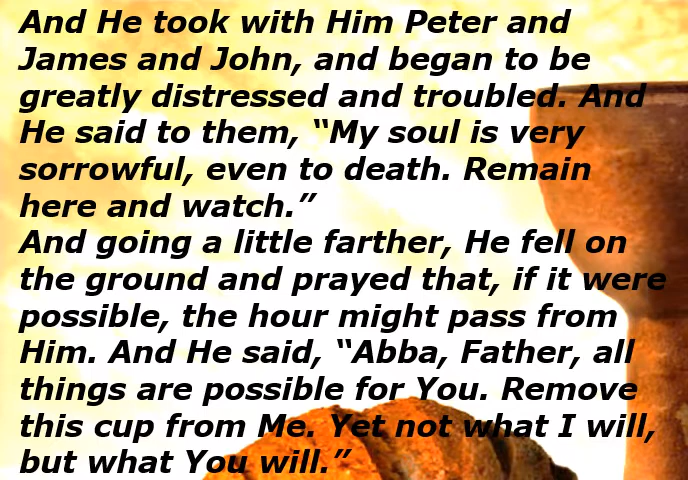 And He took with Him Peter and
James and John, and began to be
greatly distressed and troubled. And
He said to them, “My soul is very
sorrowful, even to death. Remain
here and watch.”
And going a little farther, He fell on
the ground and prayed that, if it were
possible, the hour might pass from
Him. And He said, “Abba, Father, all
things are possible for You. Remove
this cup from Me. Yet not what I will,
but what You will.”